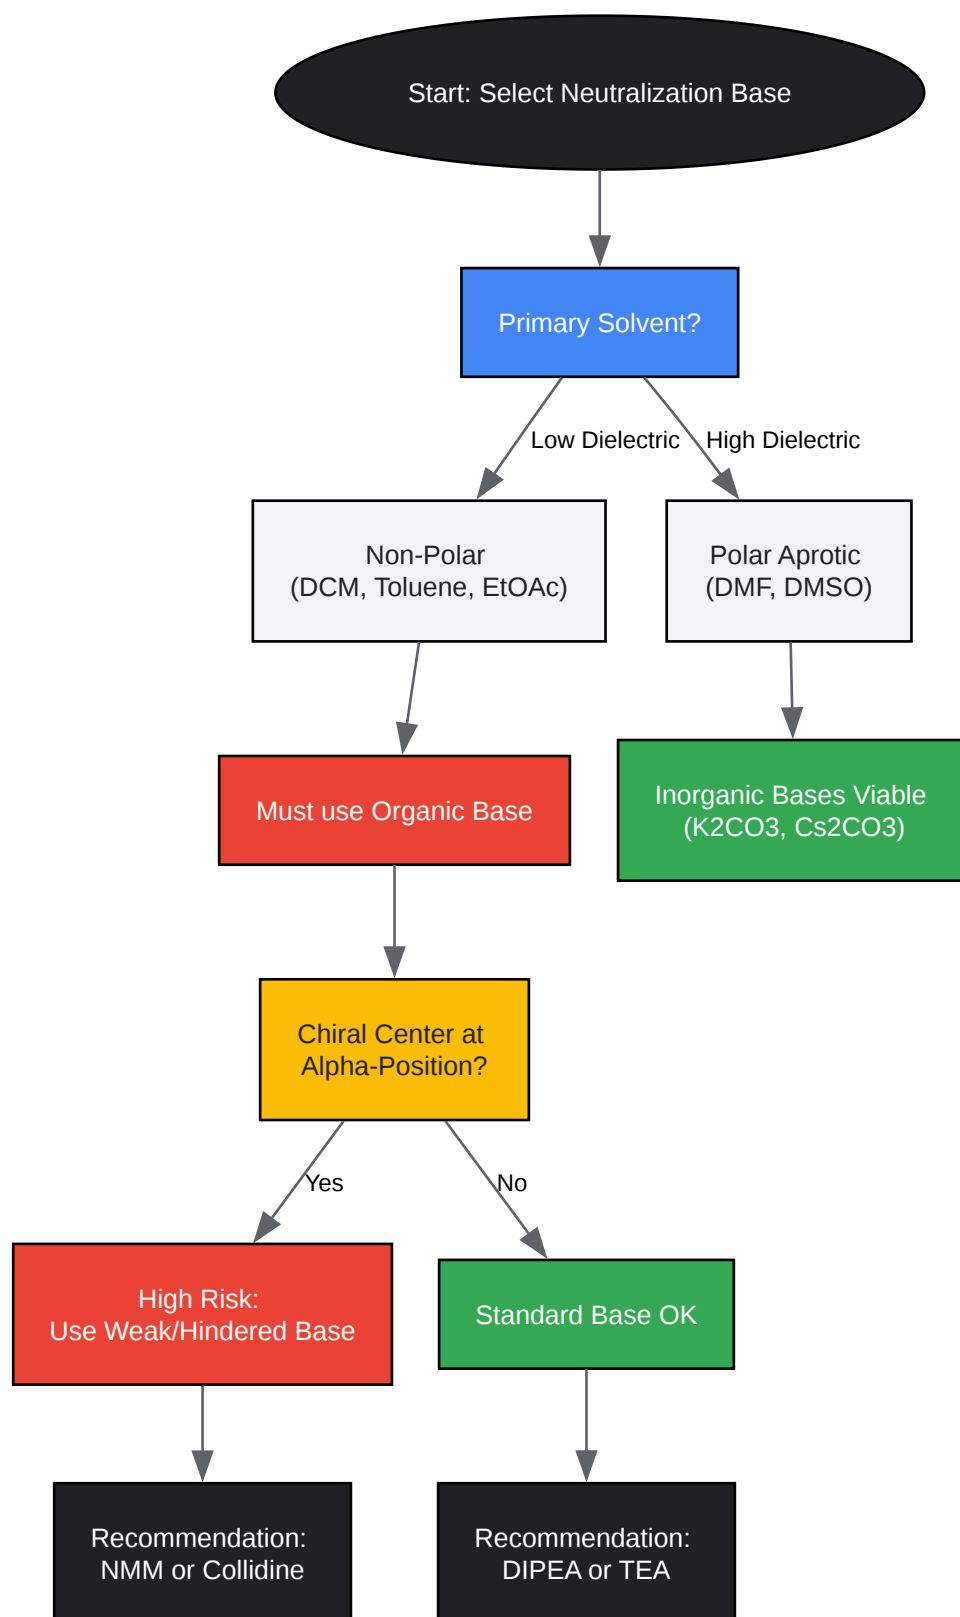 Start: Select Neutralization Base
Primary Solvent?
Low Dielectric
High Dielectric
Non-Polar
(DCM, Toluene, EtOAc)
Polar Aprotic
(DMF, DMSO)
Must use Organic Base
Inorganic Bases Viable
(K2CO3, Cs2CO3)
Chiral Center at
Alpha-Position?
Yes
No
High Risk:
Use Weak/Hindered Base
Standard Base OK
Recommendation:
NMM or Collidine
Recommendation:
DIPEA or TEA